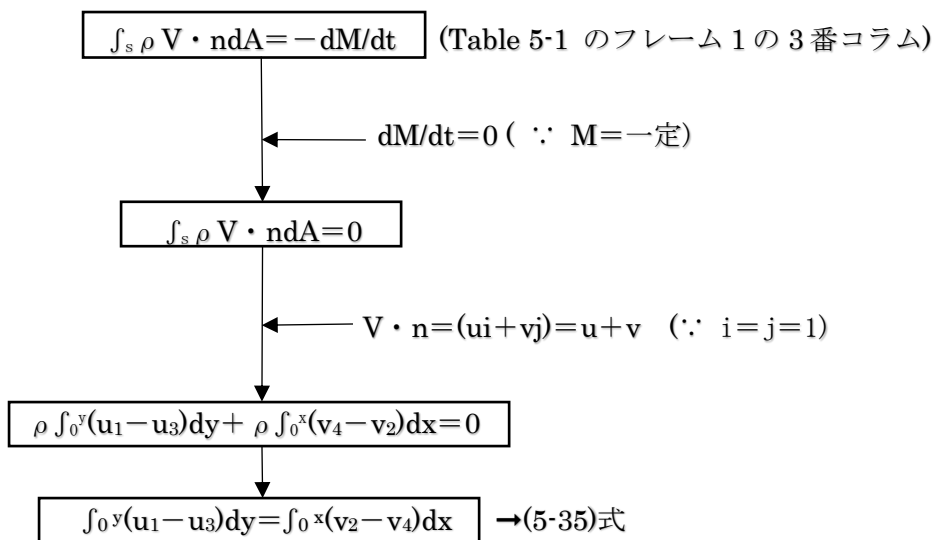 ∫ₛρV・ndA=－dM/dt (Table 5-1 のフレーム1の3番コラム)
dM/dt=0 ( ∵ M=一定)
∫ₛρV・ndA=0
V・n=(ui+vj)=u+v (∵ i=j=1)
ρ∫₀ʸ(u₁－u₃)dy+ρ∫₀ˣ(v₄－v₂)dx=0
∫₀ʸ(u₁－u₃)dy=∫₀ˣ(v₂－v₄)dx →(5-35)式